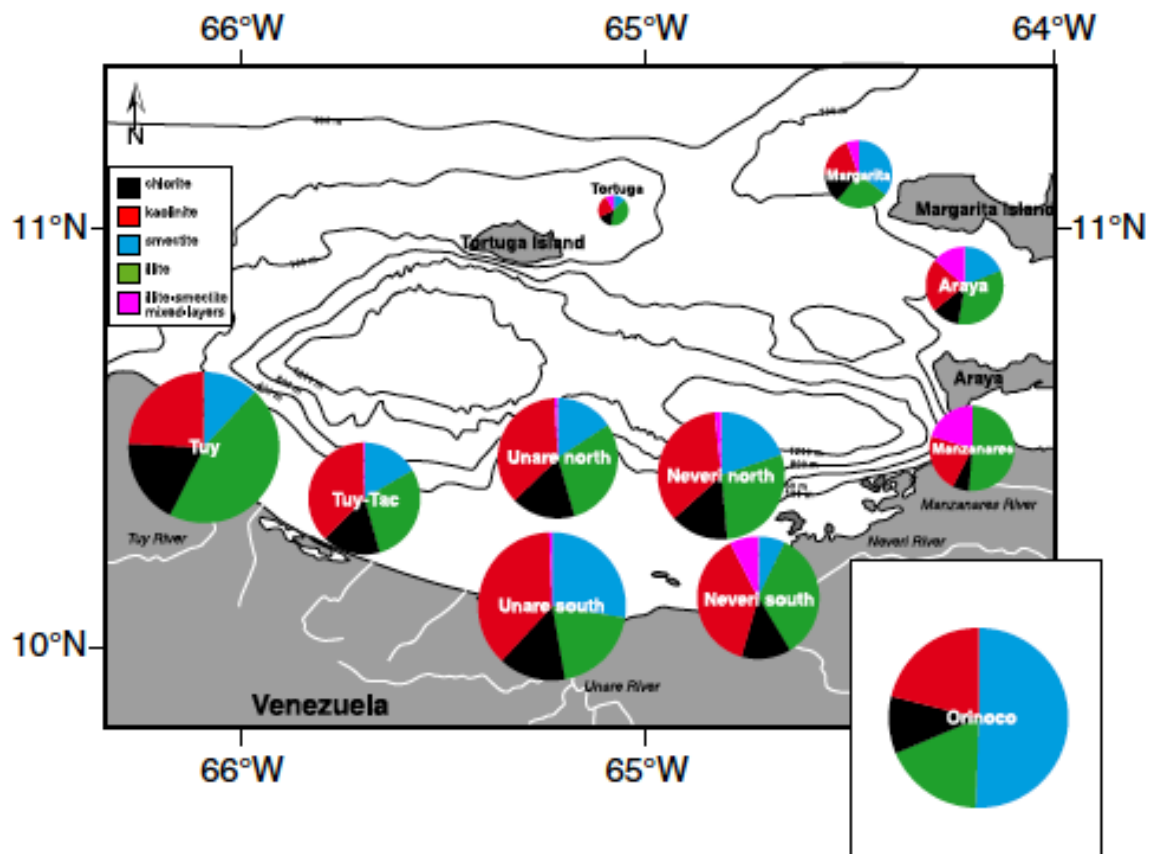 66°W 65°W 64°W
N
chlorite
kaolinite
smectite
illite
illite-smectite
mixed-layers
Tortuga
Margarita
11°N
11°N
Margarita Island
Tortuga Island
Araya
Araya
Tuy
Tuy-Tac
Unare north
Neveri north
Manzanares
Manzanares River
Tuy River
Neveri River
Unare south
Neveri south
10°N
Unare River
Venezuela
Orinoco
66°W 65°W